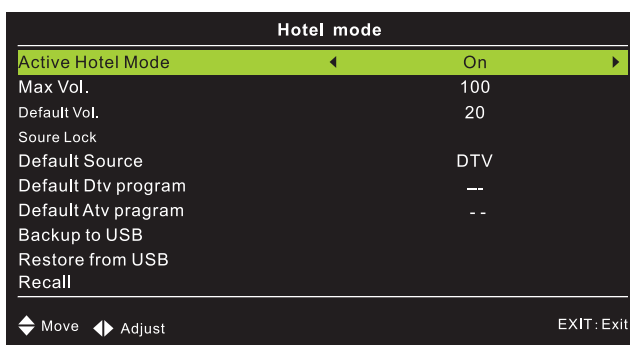 Hotel mode
Active Hotel Mode On
Max Vol. 100
Default Vol. 20
Soure Lock
Default Source DTV
Default Dtv program ---
Default Atv pragram - -
Backup to USB
Restore from USB
Recall
Move Adjust EXIT: Exit